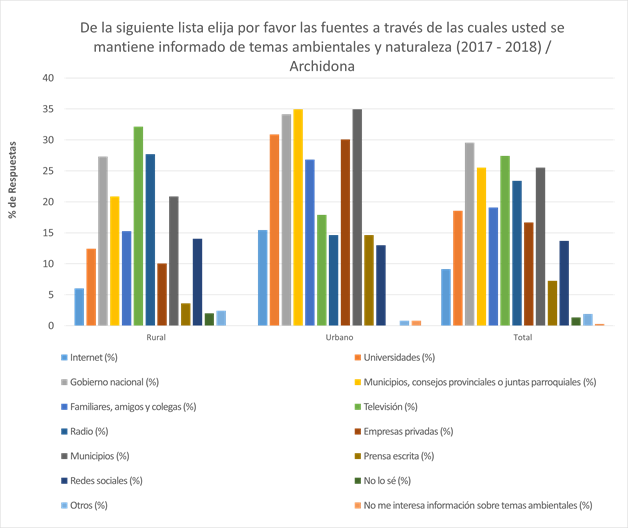 De la siguiente lista elija por favor las fuentes a través de las cuales usted se
mantiene informado de temas ambientales y naturaleza (2017 - 2018) /
Archidona
% de Respuestas
40
35
30
25
20
15
10
5
0
Rural
Urbano
Total
Internet (%)
Universidades (%)
Gobierno nacional (%)
Municipios, consejos provinciales o juntas parroquiales (%)
Familiares, amigos y colegas (%)
Televisión (%)
Radio (%)
Empresas privadas (%)
Municipios (%)
Prensa escrita (%)
Redes sociales (%)
No lo sé (%)
Otros (%)
No me interesa información sobre temas ambientales (%)